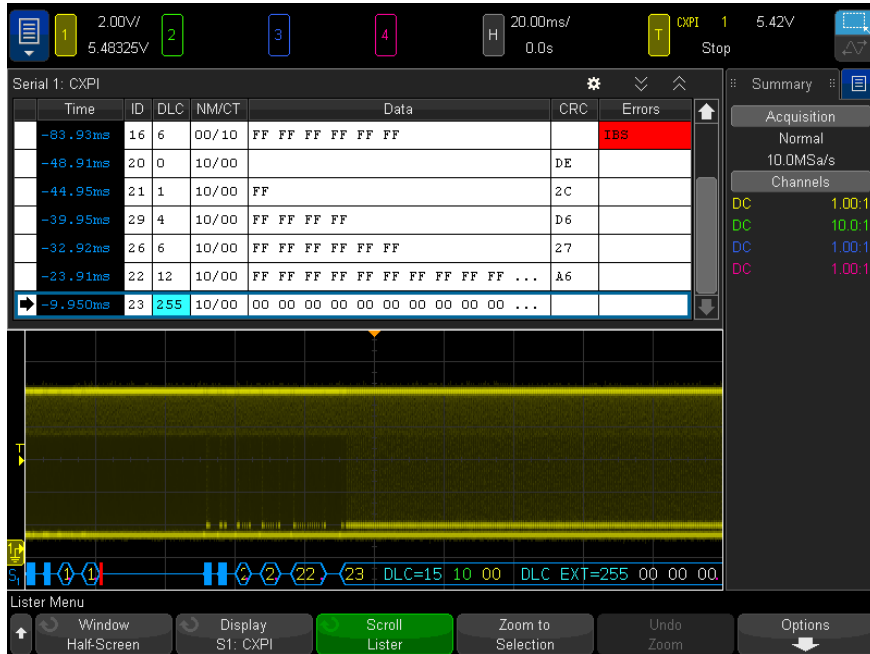 1 2.00V/ 5.48325V 2 3 4 H 20.00ms/ 0.0s T CXPI 1 5.42V Stop
Serial 1: CXPI
Time ID DLC NM/CT Data CRC Errors
-83.93ms 16 6 00/10 FF FF FF FF FF FF IBS
-48.91ms 20 0 10/00 DE
-44.95ms 21 1 10/00 FF 2C
-39.95ms 29 4 10/00 FF FF FF FF D6
-32.92ms 26 6 10/00 FF FF FF FF FF FF 27
-23.91ms 22 12 10/00 FF FF FF FF FF FF FF FF FF FF ... A6
-9.950ms 23 255 10/00 00 00 00 00 00 00 00 00 00 00 ...
Summary
Acquisition
Normal
10.0MSa/s
Channels
DC 1.00:1
DC 10.0:1
DC 1.00:1
DC 1.00:1
T
1
S1 1 1 2 2 22 23 DLC=15 10 00 DLC EXT=255 00 00 00
Lister Menu
Window Half-Screen
Display S1: CXPI
Scroll Lister
Zoom to Selection
Undo Zoom
Options